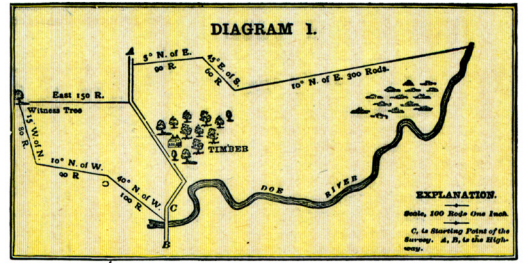 DIAGRAM 1.
A
5° N. of E.
90 R
45° E. of S.
60 R
10° N. of E. 300 Rods.
East 150 R.
Witness Tree
15° W. of N.
80 R.
10° N. of W.
90 R
C
40° N. of W.
100 R
C
B
TIMBER
DOE RIVER
EXPLANATION.
Scale, 100 Rods One Inch.
C, is Starting Point of the
Survey. A, B, is the High-
way.